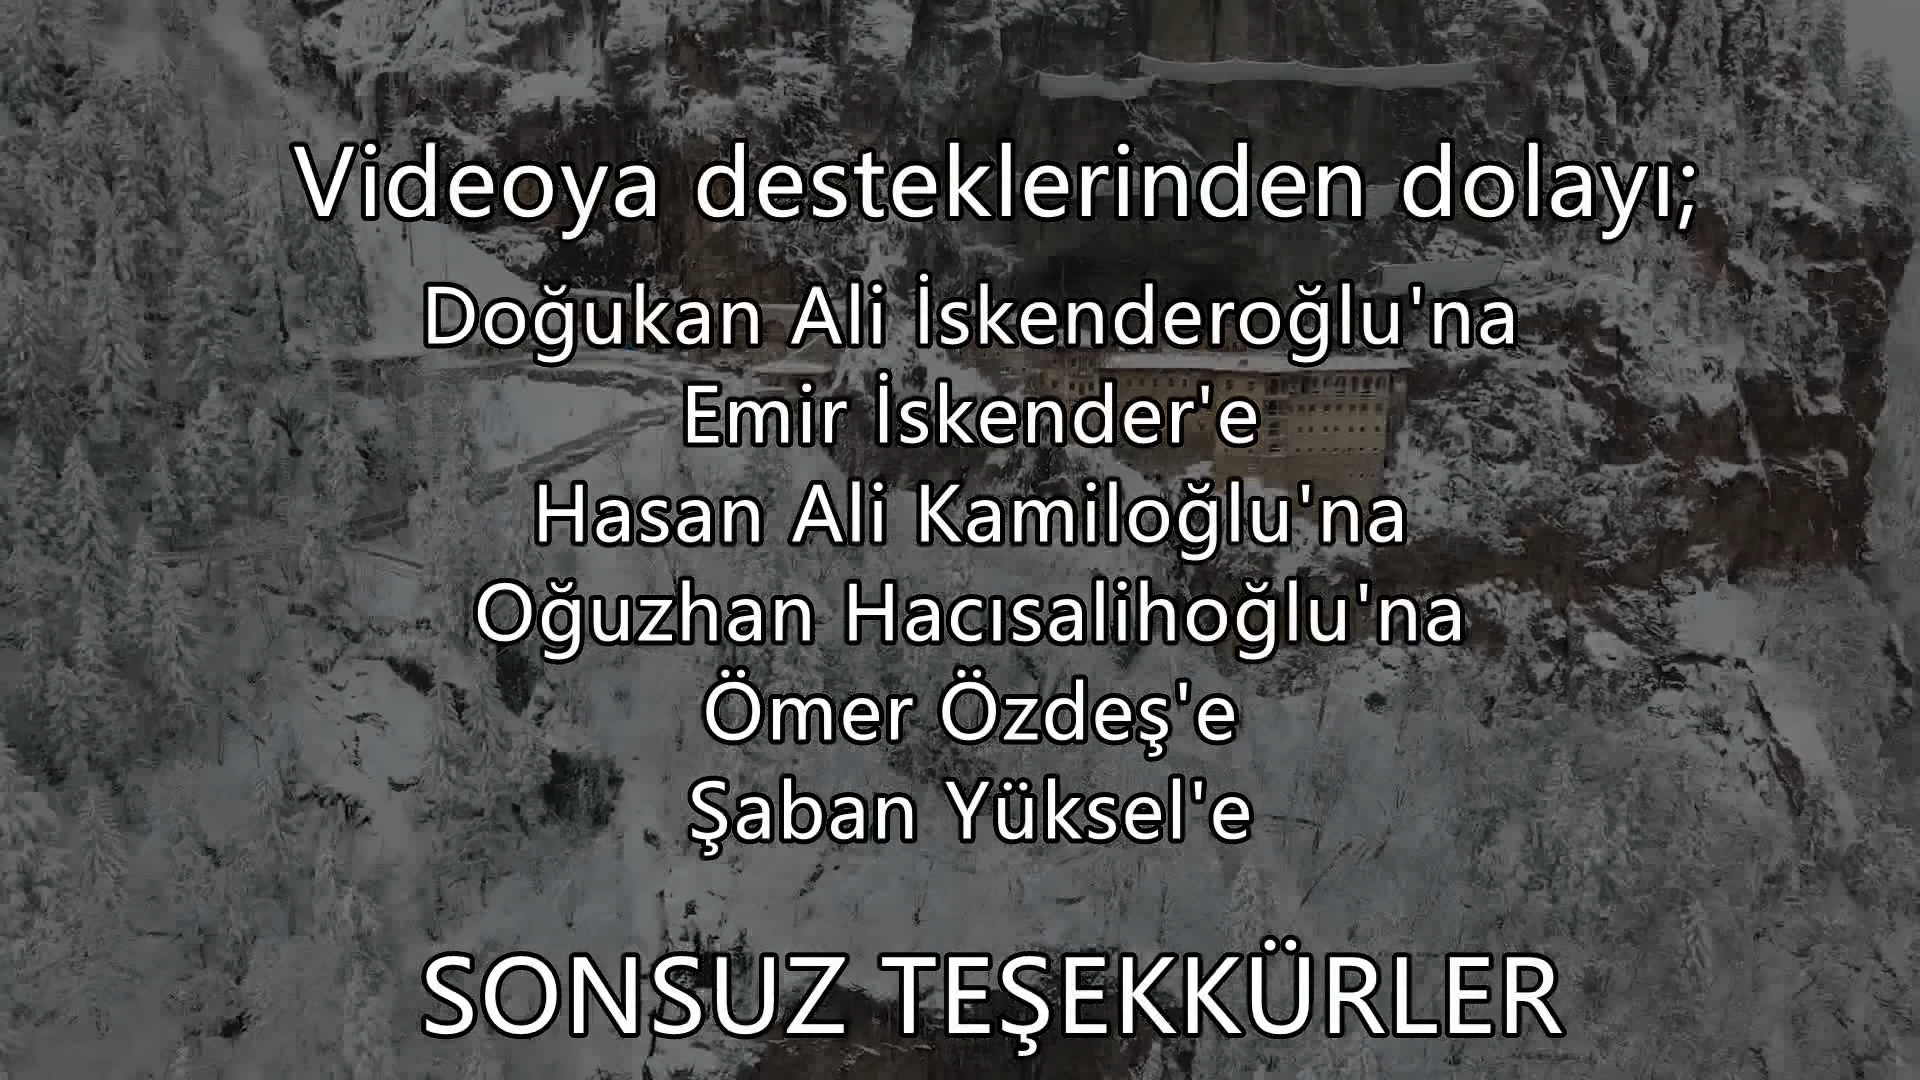 Videoya desteklerinden dolayı;
Doğukan Ali İskenderoğlu'na
Emir İskender'e
Hasan Ali Kamiloğlu'na
Oğuzhan Hacısalihoğlu'na
Ömer Özdeş'e
Şaban Yüksel'e
SONSUZ TEŞEKKÜRLER